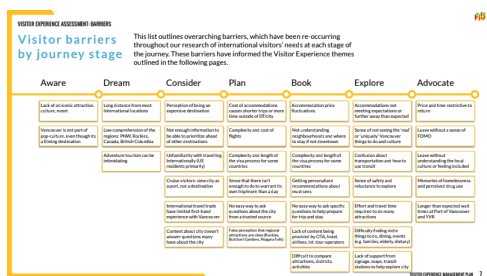 VISITOR EXPERIENCE ASSESSMENT: BARRIERS
Visitor barriers
by journey stage
This list outlines overarching barriers, which have been re-occurring
throughout our research of international visitors' needs at each stage of
the journey. These barriers have informed the Visitor Experience themes
outlined in the following pages.
Aware
Lack of an iconic attraction,
culture, event
Vancouver is not part of
pop-culture, even though its
a filming destination
Dream
Long distance from most
international locations
Low comprehension of the
regions: PNW, Rockies,
Canada, British Columbia
Adventure tourism can be
intimidating
Consider
Perception of being an
expensive destination
Not enough information to
be able to priorities ahead
of other destinations
Unfamiliarity with traveling
internationally (US
residents primarily)
Cruise visitors: view city as
a port, not a destination
International travel trade
have limited first-hand
experience with Vancouver
Content about city doesn't
answer questions many
have about the city
Plan
Cost of accommodations
causes shorter trips or more
time outside of DT/city
Complexity and cost of
flights
Complexity and length of
the visa process for some
countries
Sense that there isn't
enough to do to warrant its
own trip/more than a day
No easy way to ask
questions about the city
from a trusted source
False perception that regional
attractions are close (Rockies,
Butchart Gardens, Niagara Falls)
Book
Accommodation price
fluctuations
Not understanding
neighbourhoods and where
to stay if not downtown
Complexity and length of
the visa process for some
countries
Getting personalized
recommendations about
must sees
No easy way to ask specific
questions to help prepare
for trip and stay
Lack of content being
provided by OTA, hotel,
airlines, int. tour operators
Difficult to compare
attractions, districts,
activities
Explore
Accommodations not
meeting expectations or
further away than expected
Sense of not seeing the 'real'
or 'uniquely' Vancouver
things to do and culture
Confusion about
transportation and how to
use transit
Sense of safety and
reluctance to explore
Effort and travel time
required to do many
attractions
Difficulty finding niche
things to do, dining, events
(e.g. families, elderly, dietary)
Lack of support from
signage, maps, transit
stations to help explore city
Advocate
Price and time restrictive to
return
Leave without a sense of
FOMO
Leave without
understanding the local
culture or feeling included
Memories of homelessness
and perceived drug use
Longer than expected wait
times at Port of Vancouver
and YVR
VISITOR EXPERIENCE MANAGEMENT PLAN 7